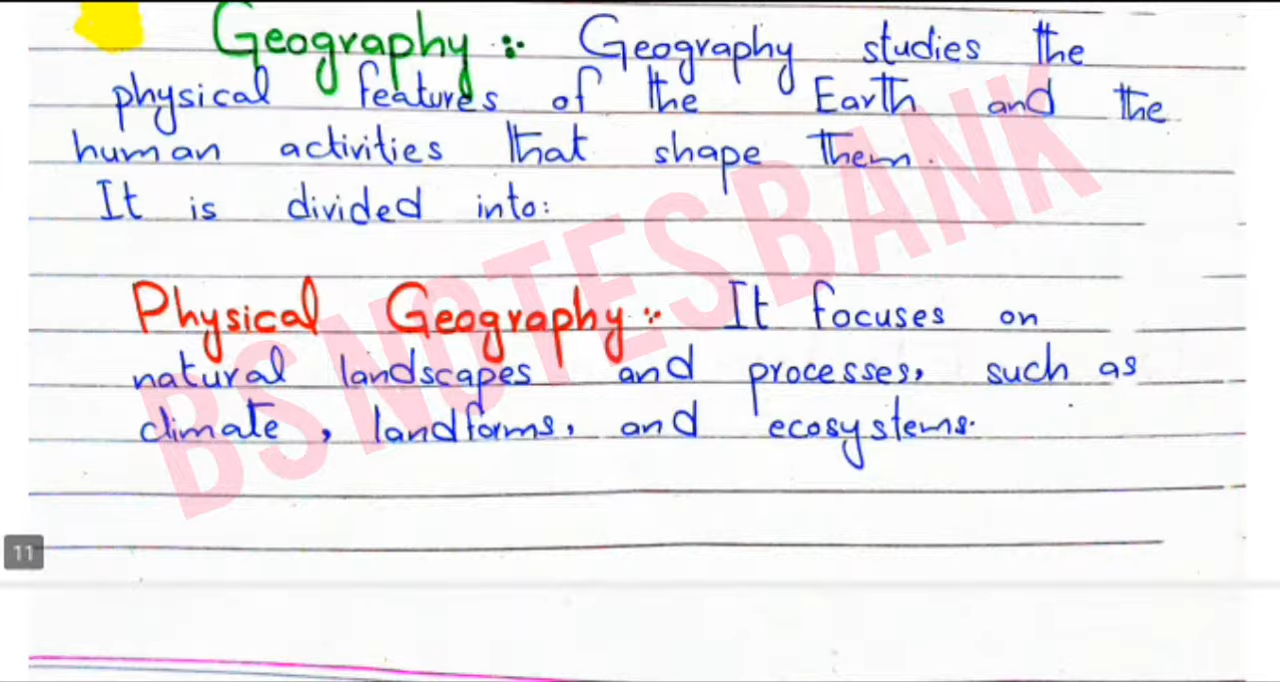 Geography :- Geography studies the
physical features of the Earth and the
human activities that shape them.
It is divided into:
Physical Geography :- It focuses on
natural landscapes and processes, such as
climate, landforms, and ecosystems.
BSNOTESBANK
11